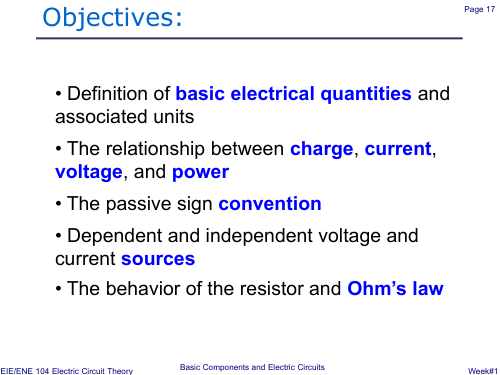 Page 17
Objectives:
• Definition of basic electrical quantities and
associated units
• The relationship between charge, current,
voltage, and power
• The passive sign convention
• Dependent and independent voltage and
current sources
• The behavior of the resistor and Ohm’s law
EIE/ENE 104 Electric Circuit Theory
Basic Components and Electric Circuits
Week#1